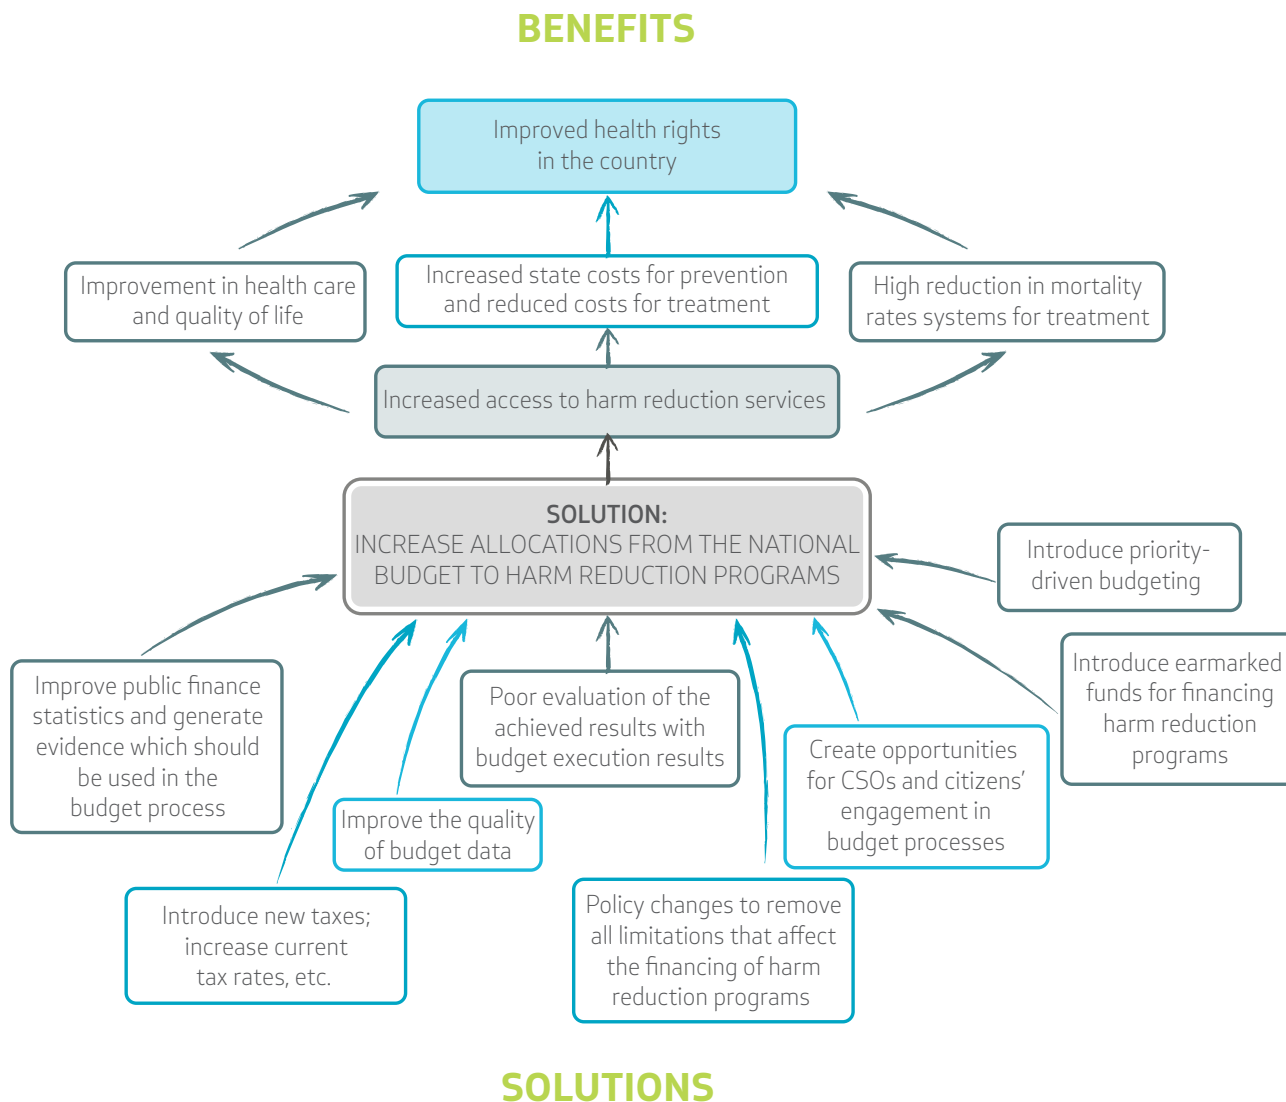 BENEFITS
Improved health rights
in the country
Improvement in health care
and quality of life
Increased state costs for prevention
and reduced costs for treatment
High reduction in mortality
rates systems for treatment
Increased access to harm reduction services
SOLUTION:
INCREASE ALLOCATIONS FROM THE NATIONAL
BUDGET TO HARM REDUCTION PROGRAMS
Introduce priority-
driven budgeting
Improve public finance
statistics and generate
evidence which should
be used in the
budget process
Poor evaluation of the
achieved results with
budget execution results
Introduce earmarked
funds for financing
harm reduction
programs
Create opportunities
for CSOs and citizens’
engagement in
budget processes
Improve the quality
of budget data
Introduce new taxes;
increase current
tax rates, etc.
Policy changes to remove
all limitations that affect
the financing of harm
reduction programs
SOLUTIONS